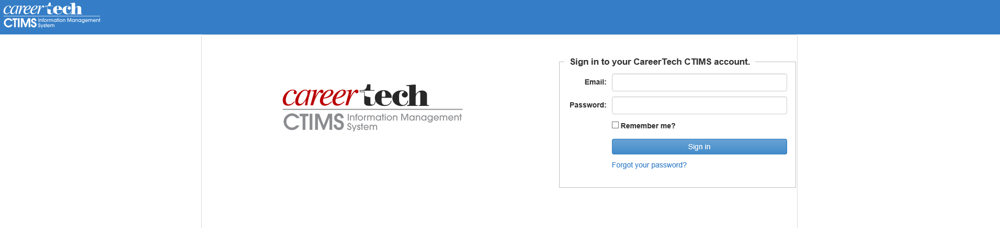 careertech
CTIMS Information Management
System
Sign in to your CareerTech CTIMS account.
Email:
Password:
Remember me?
Sign in
Forgot your password?
careertech
CTIMS Information Management
System